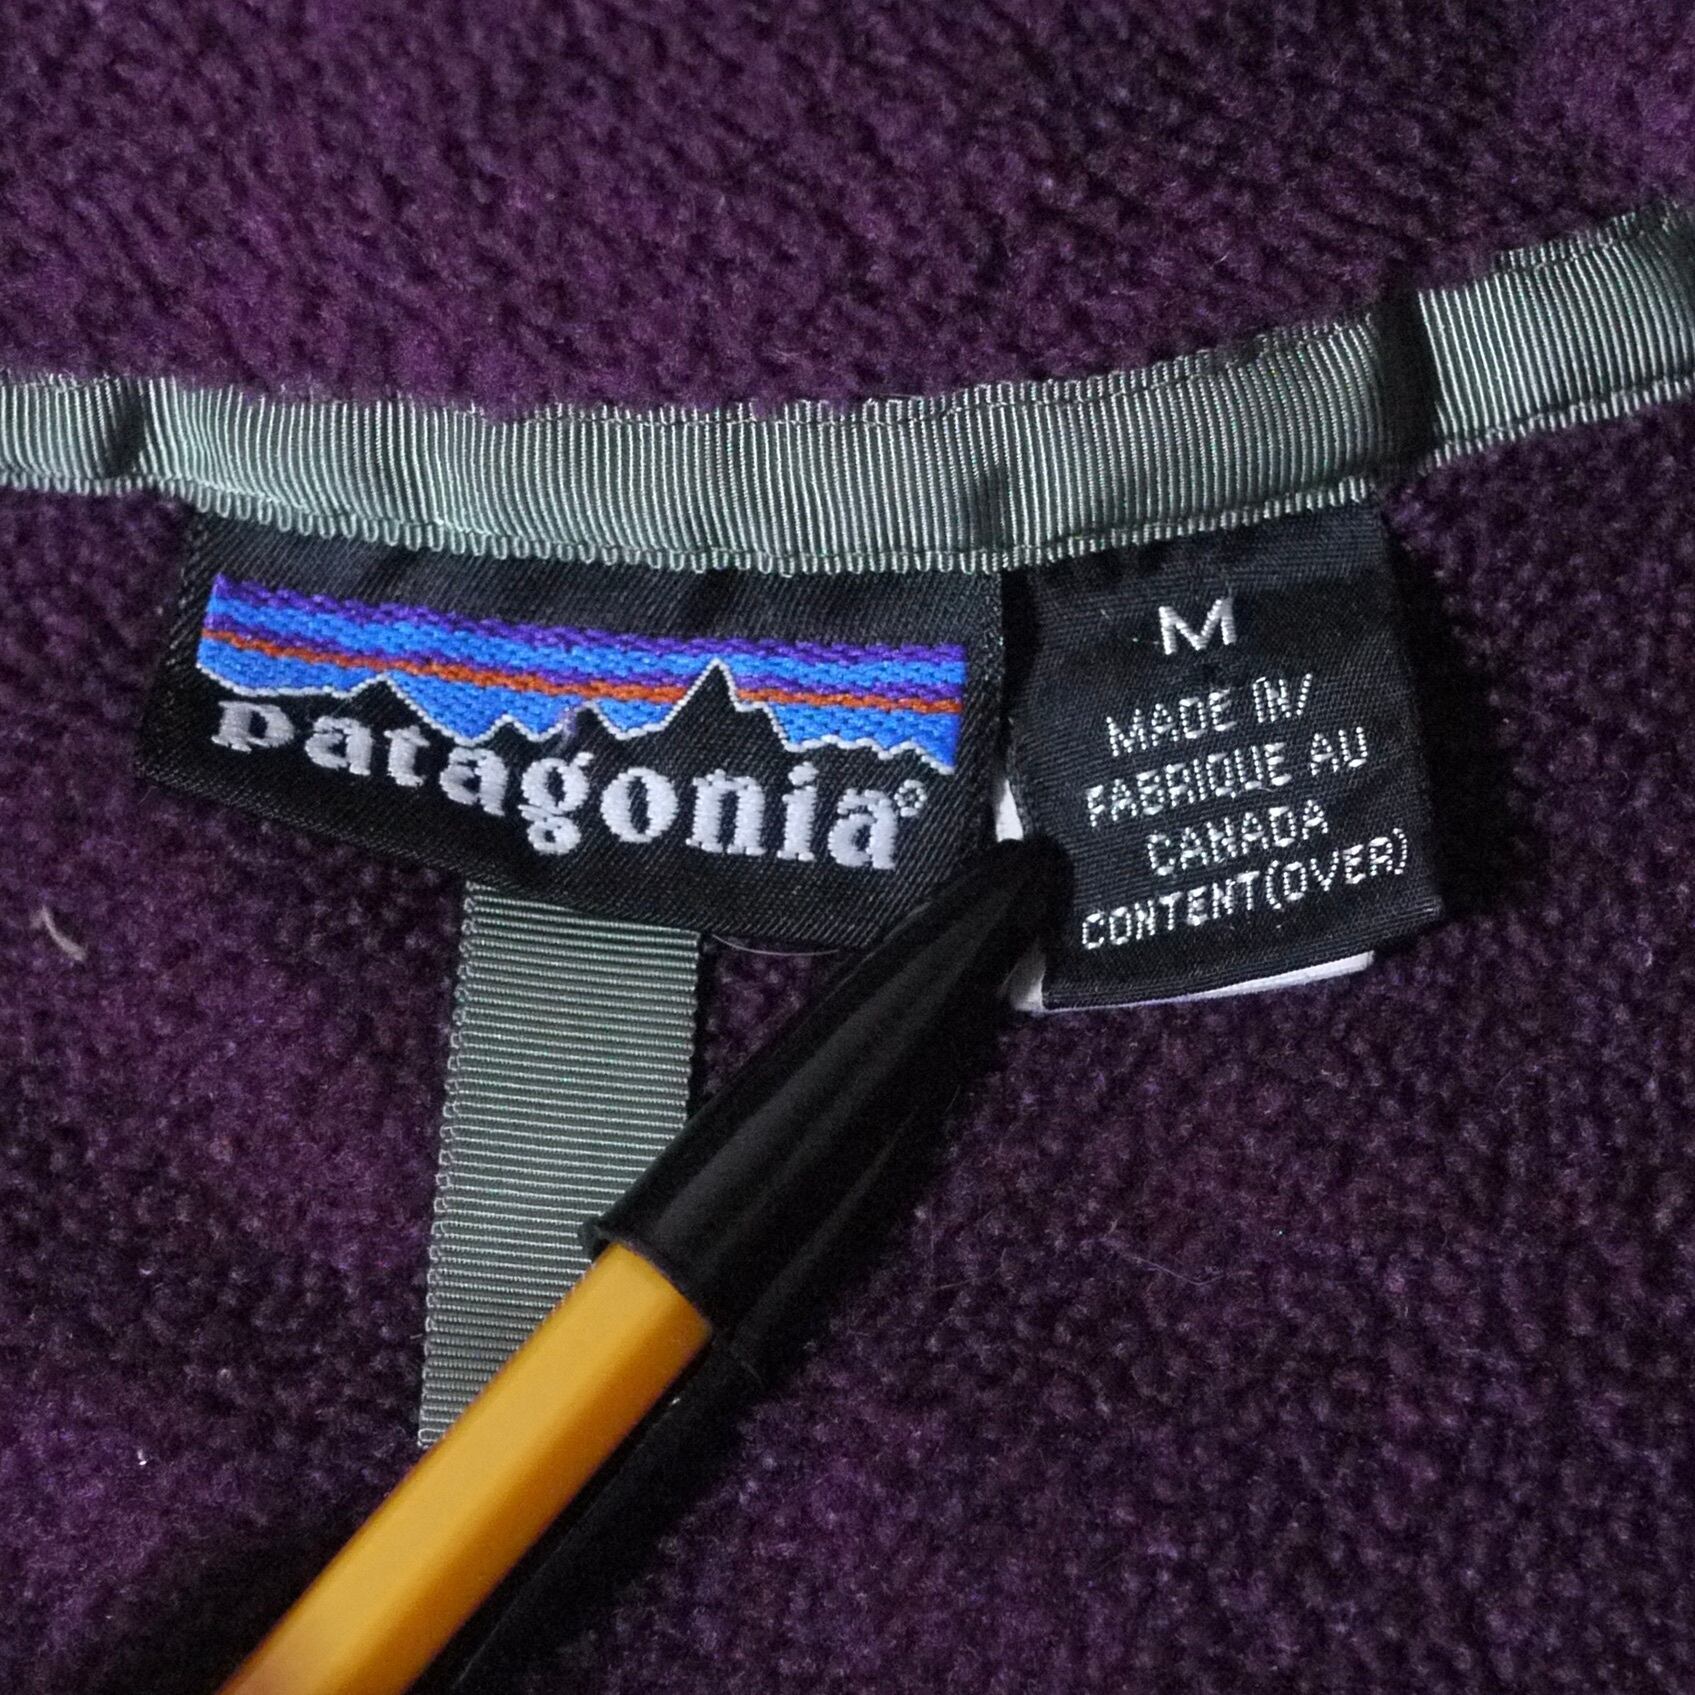 patagonia®
M
MADE IN/
FABRIQUE AU
CANADA
CONTENT(OVER)